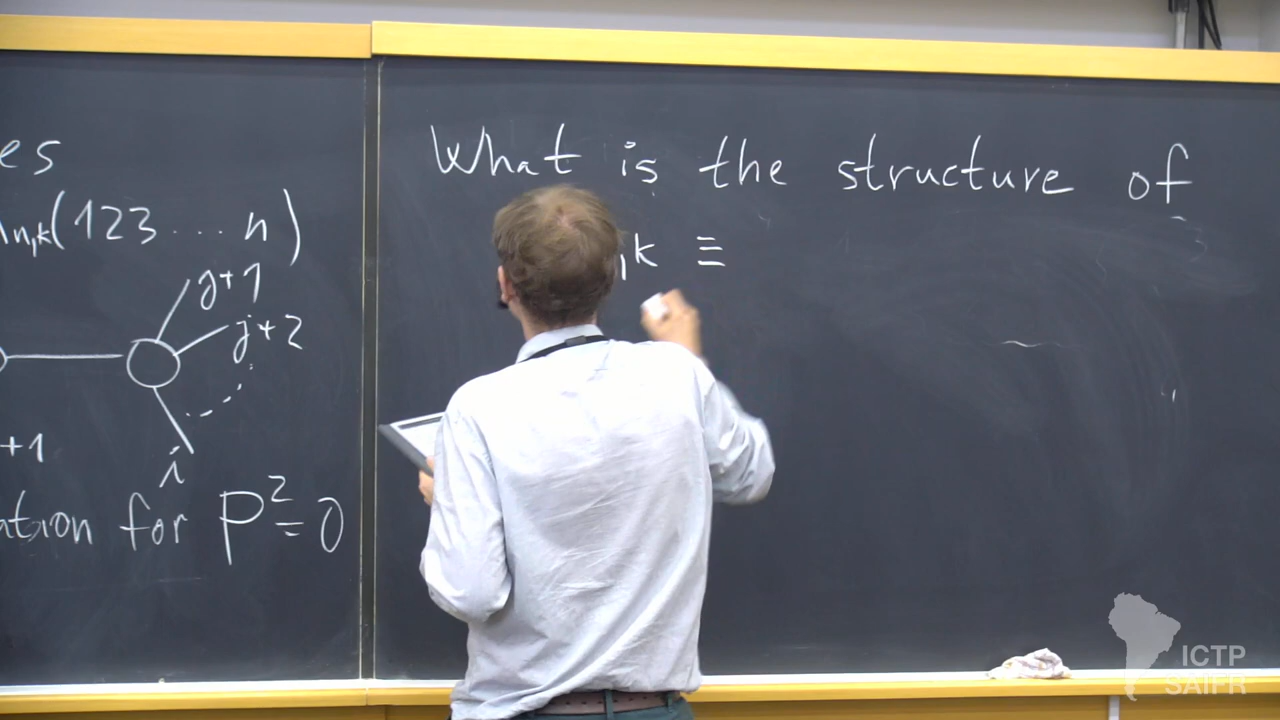 es
n,k(123 ... n)
j+1
j+2
i
+1
ation for P²=0
What is the structure of
,k ≡
ICTP
SAIFR